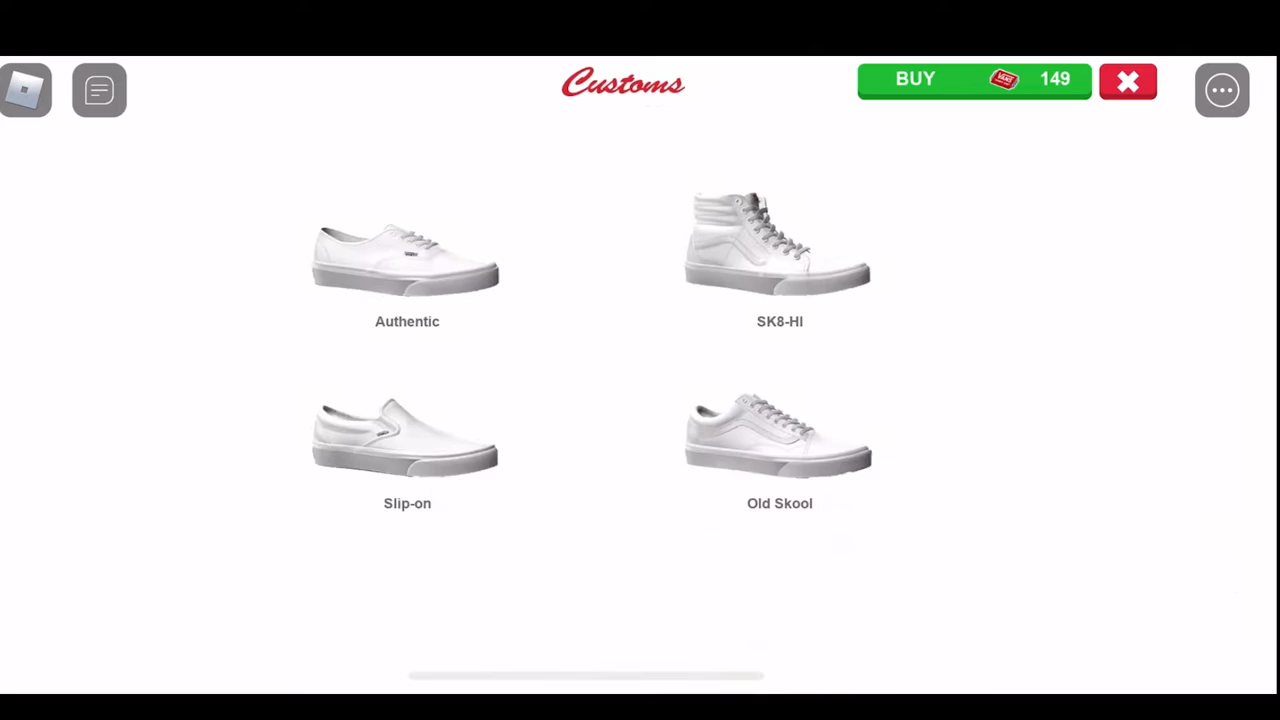 Customs
BUY 149
Authentic
SK8-HI
Slip-on
Old Skool